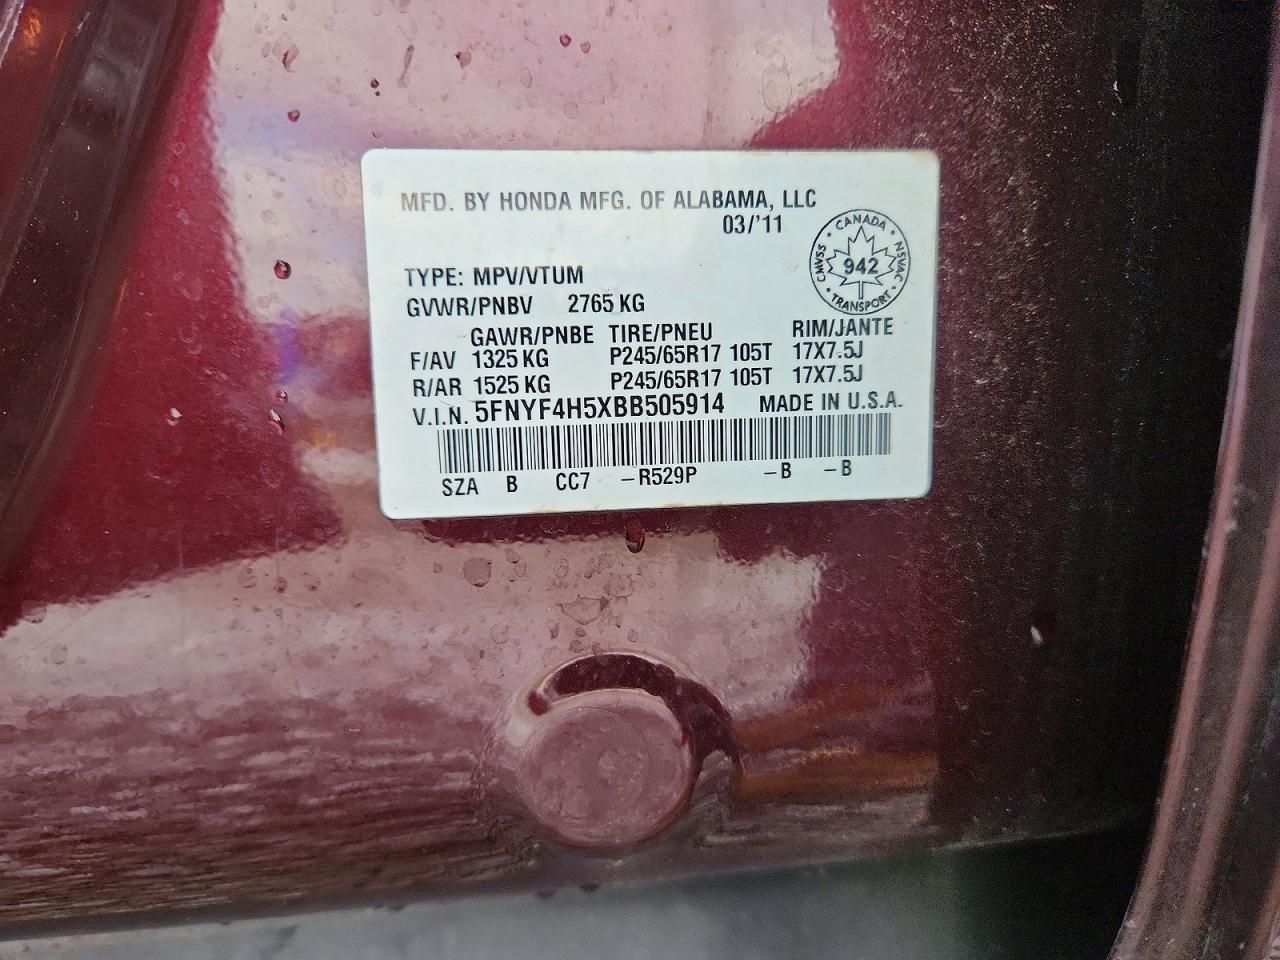 MFD. BY HONDA MFG. OF ALABAMA, LLC
03/'11
CANADA
CMVSS
NSVAC
942
TRANSPORT
TYPE: MPV/VTUM
GVWR/PNBV 2765 KG
GAWR/PNBE TIRE/PNEU RIM/JANTE
F/AV 1325 KG P245/65R17 105T 17X7.5J
R/AR 1525 KG P245/65R17 105T 17X7.5J
V.I.N. 5FNYF4H5XBB505914 MADE IN U.S.A.
SZA B CC7 –R529P –B –B